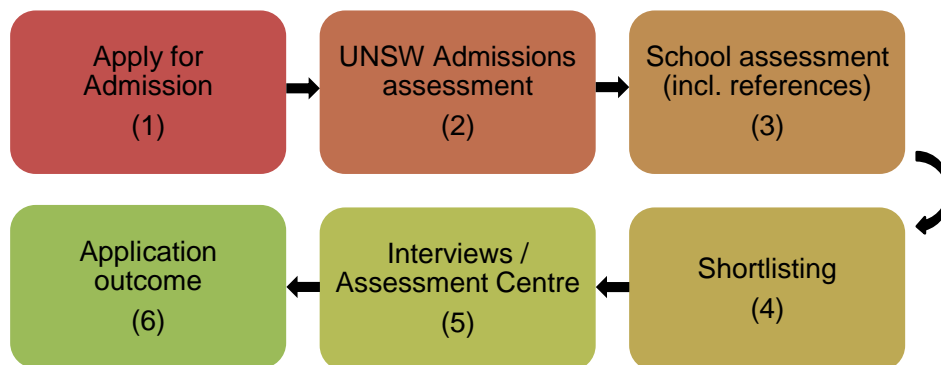 Apply for
Admission
(1)
UNSW Admissions
assessment
(2)
School assessment
(incl. references)
(3)
Shortlisting
(4)
Interviews /
Assessment Centre
(5)
Application
outcome
(6)